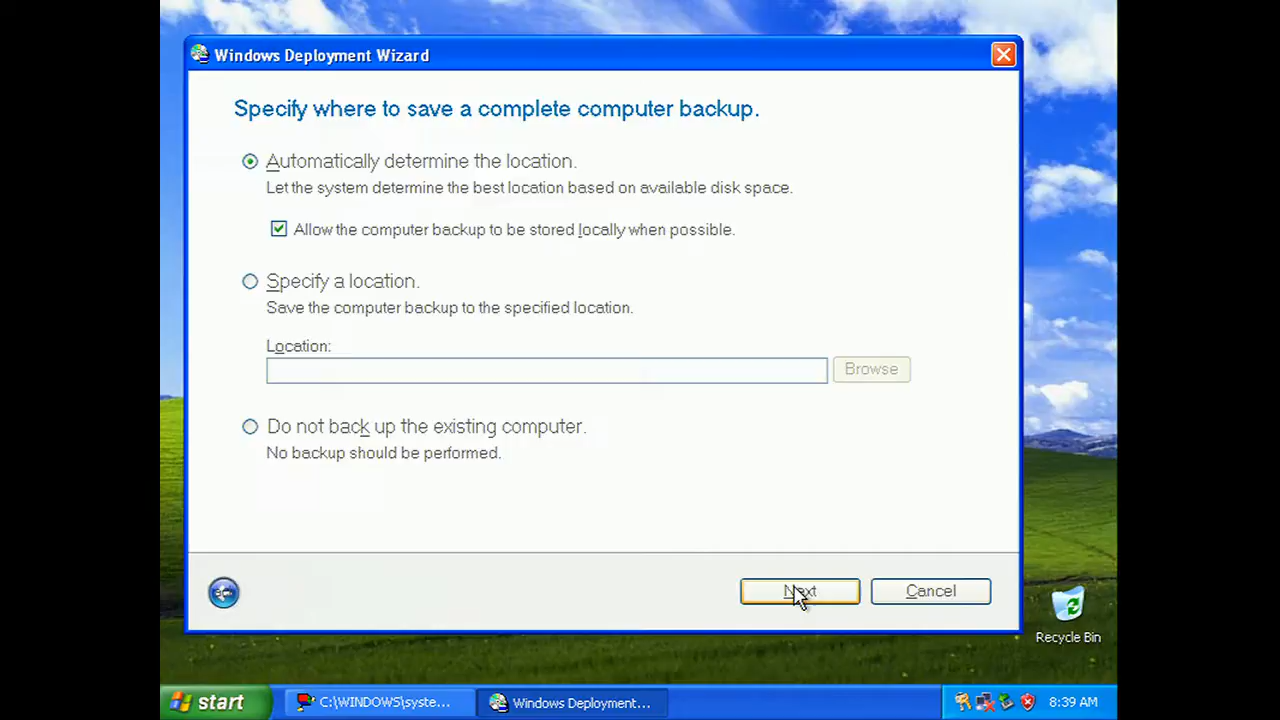 Windows Deployment Wizard
Specify where to save a complete computer backup.
Automatically determine the location.
Let the system determine the best location based on available disk space.
Allow the computer backup to be stored locally when possible.
Specify a location.
Save the computer backup to the specified location.
Location:
Browse
Do not back up the existing computer.
No backup should be performed.
Next
Cancel
Recycle Bin
start
C:\WINDOWS\syste...
Windows Deployment...
8:39 AM